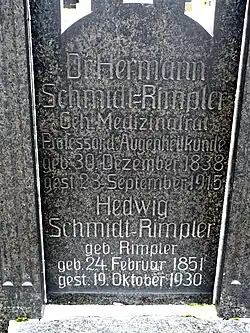 Dr. Hermann
Schmidt-Rimpler
Geh. Medizinalrat
Professor d. Augenheilkunde
geb. 30. Dezember 1838
gest. 23. September 1915
Hedwig
Schmidt-Rimpler
geb. Rimpler
geb. 24. Februar 1851
gest. 19. Oktober 1930